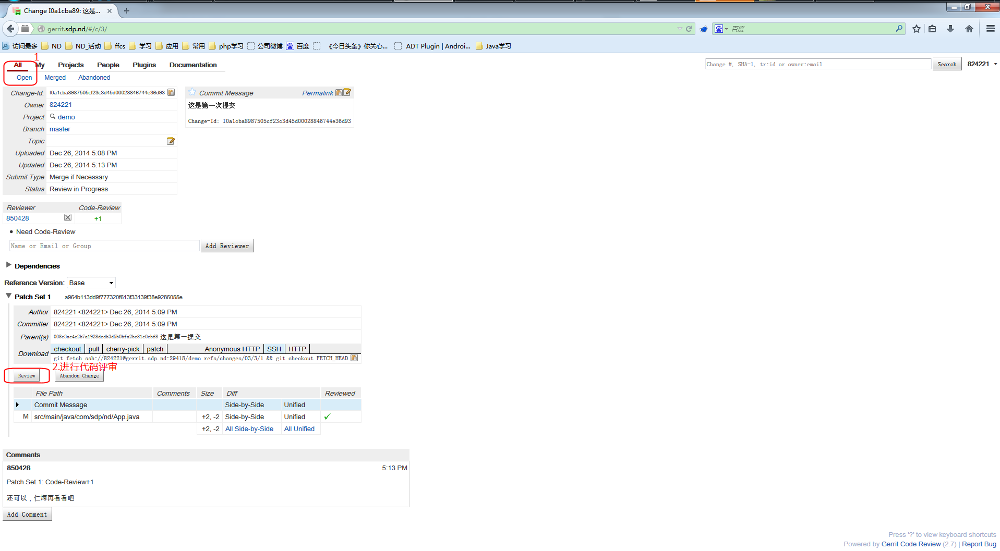 Change I0a1cba89: 这是...
gerrit.sdp.nd/#/c/3/
百度
访问最多 ND ND_活动 ffcs 学习 应用 常用 php学习 公司微博 百度 《今日头条》你关心... ADT Plugin | Androi... Java学习
1
All My Projects People Plugins Documentation
Change #, SHA-1, tr:id or owner:email Search 824221
Open Merged Abandoned
Change-Id: I0a1cba8987505cf23c3d45d00028846744e36d93
Owner 824221
Project demo
Branch master
Topic
Uploaded Dec 26, 2014 5:08 PM
Updated Dec 26, 2014 5:13 PM
Submit Type Merge if Necessary
Status Review in Progress
Commit Message Permalink
这是第一次提交
Change-Id: I0a1cba8987505cf23c3d45d00028846744e36d93
Reviewer Code-Review
850428 +1
Need Code-Review
Name or Email or Group Add Reviewer
Dependencies
Reference Version: Base
Patch Set 1 a964b113dd9f777320f613f33139f38e9285055e
Author 824221 <824221> Dec 26, 2014 5:09 PM
Committer 824221 <824221> Dec 26, 2014 5:09 PM
Parent(s) 008e3ac4e2b7a1928dcdb3d5b0bfa2bc81c0ebf8 这是第一提交
Download checkout pull cherry-pick patch Anonymous HTTP SSH HTTP
git fetch ssh://824221@gerrit.sdp.nd:29418/demo refs/changes/03/3/1 && git checkout FETCH_HEAD
2.进行代码评审
Review Abandon Change
File Path Comments Size Diff Reviewed
Commit Message Side-by-Side Unified
M src/main/java/com/sdp/nd/App.java +2, -2 Side-by-Side Unified
+2, -2 All Side-by-Side All Unified
Comments
850428 5:13 PM
Patch Set 1: Code-Review+1
还可以，仁海再看看吧
Add Comment
Press '?' to view keyboard shortcuts
Powered by Gerrit Code Review (2.7) | Report Bug